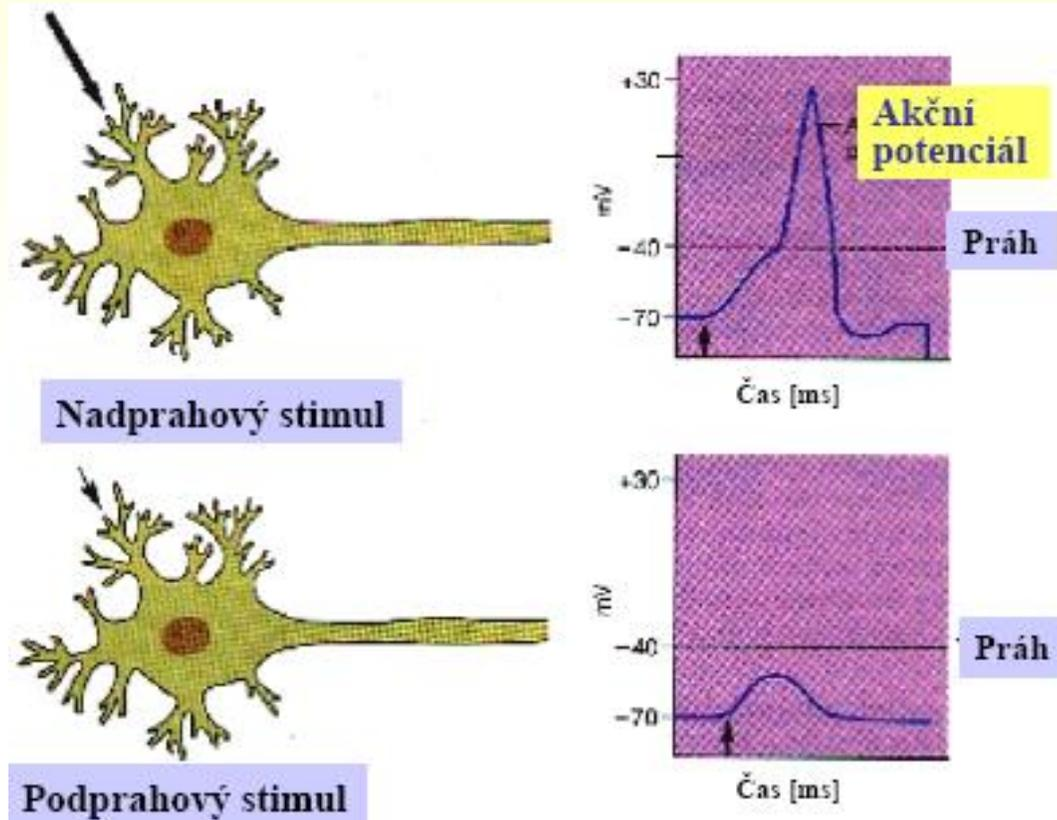 +30
Akční
potenciál
mV
-40
Práh
-70
Čas [ms]
Nadprahový stimul
+30
mV
-40
Práh
-70
Čas [ms]
Podprahový stimul